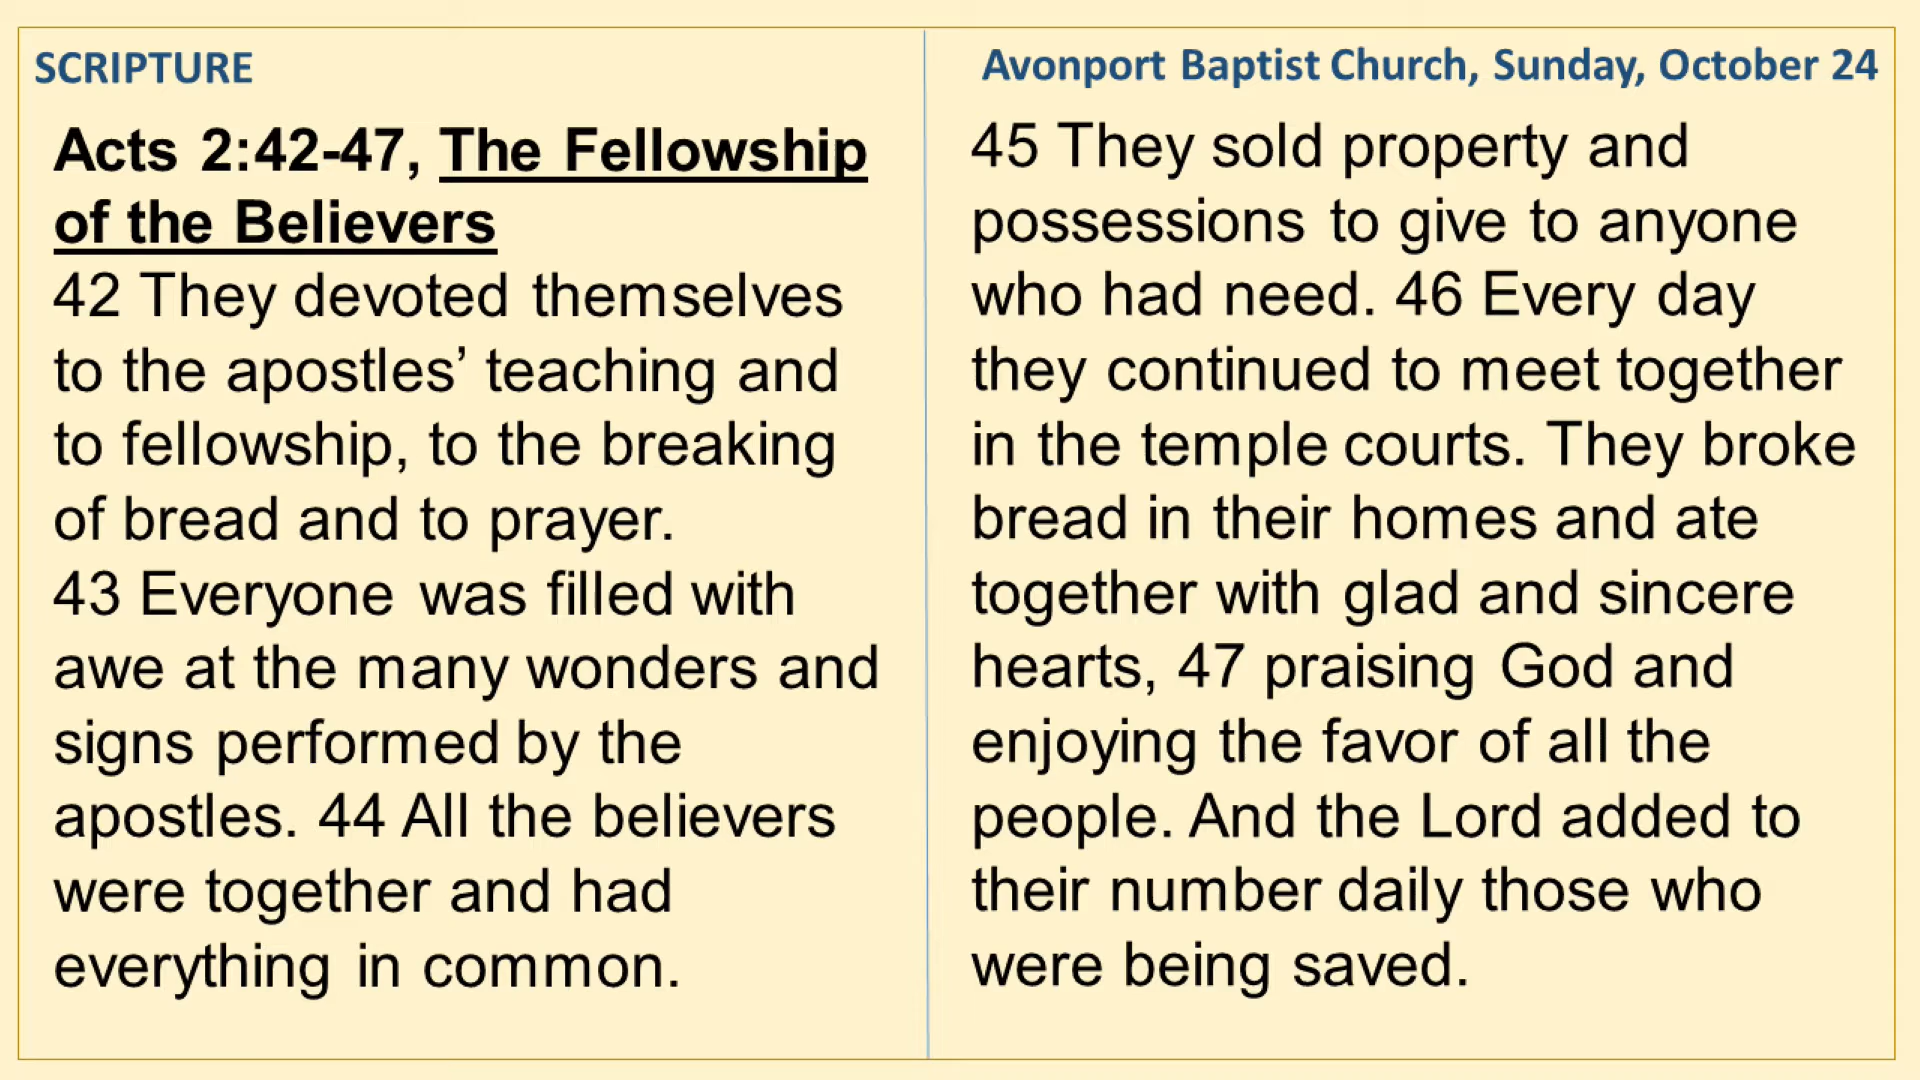 SCRIPTURE
Acts 2:42-47, The Fellowship
of the Believers
42 They devoted themselves
to the apostles’ teaching and
to fellowship, to the breaking
of bread and to prayer.
43 Everyone was filled with
awe at the many wonders and
signs performed by the
apostles. 44 All the believers
were together and had
everything in common.
Avonport Baptist Church, Sunday, October 24
45 They sold property and
possessions to give to anyone
who had need. 46 Every day
they continued to meet together
in the temple courts. They broke
bread in their homes and ate
together with glad and sincere
hearts, 47 praising God and
enjoying the favor of all the
people. And the Lord added to
their number daily those who
were being saved.